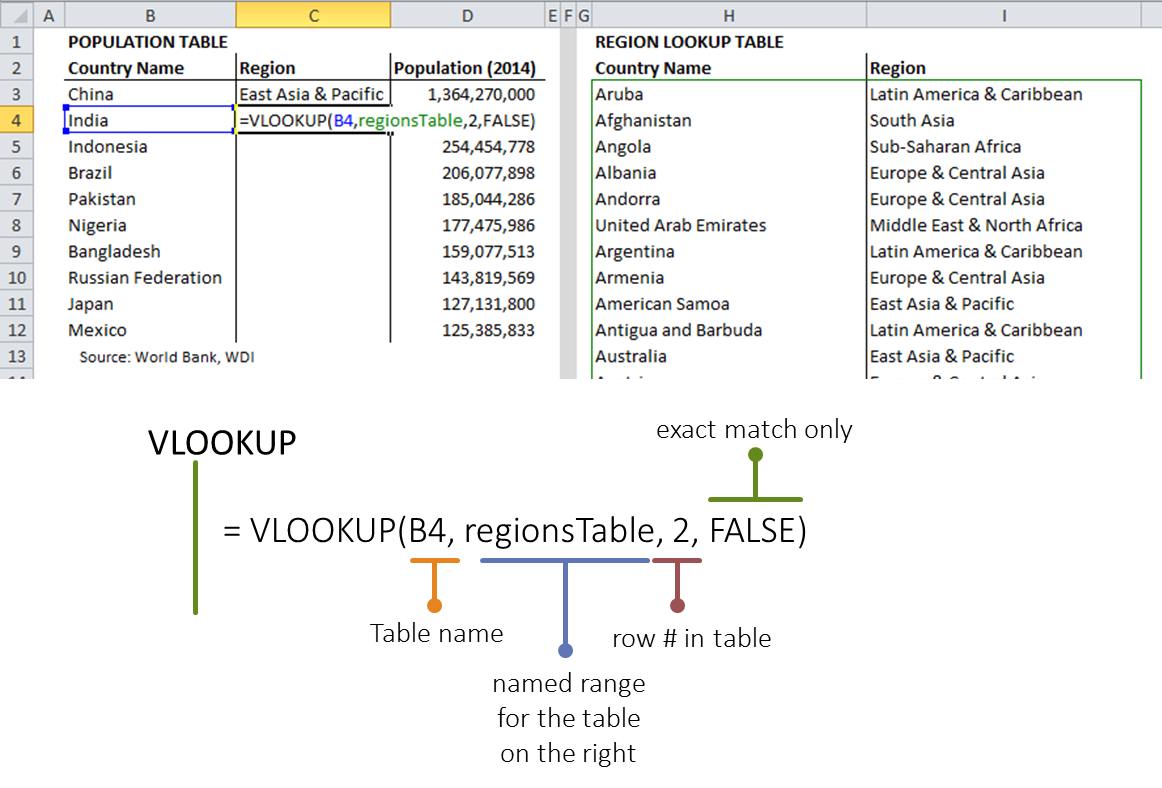 A B C D E F G H I
1 POPULATION TABLE REGION LOOKUP TABLE
2 Country Name Region Population (2014) Country Name Region
3 China East Asia & Pacific 1,364,270,000 Aruba Latin America & Caribbean
4 India =VLOOKUP(B4,regionsTable,2,FALSE) Afghanistan South Asia
5 Indonesia 254,454,778 Angola Sub-Saharan Africa
6 Brazil 206,077,898 Albania Europe & Central Asia
7 Pakistan 185,044,286 Andorra Europe & Central Asia
8 Nigeria 177,475,986 United Arab Emirates Middle East & North Africa
9 Bangladesh 159,077,513 Argentina Latin America & Caribbean
10 Russian Federation 143,819,569 Armenia Europe & Central Asia
11 Japan 127,131,800 American Samoa East Asia & Pacific
12 Mexico 125,385,833 Antigua and Barbuda Latin America & Caribbean
13 Source: World Bank, WDI Australia East Asia & Pacific
exact match only
VLOOKUP
= VLOOKUP(B4, regionsTable, 2, FALSE)
Table name
row # in table
named range
for the table
on the right